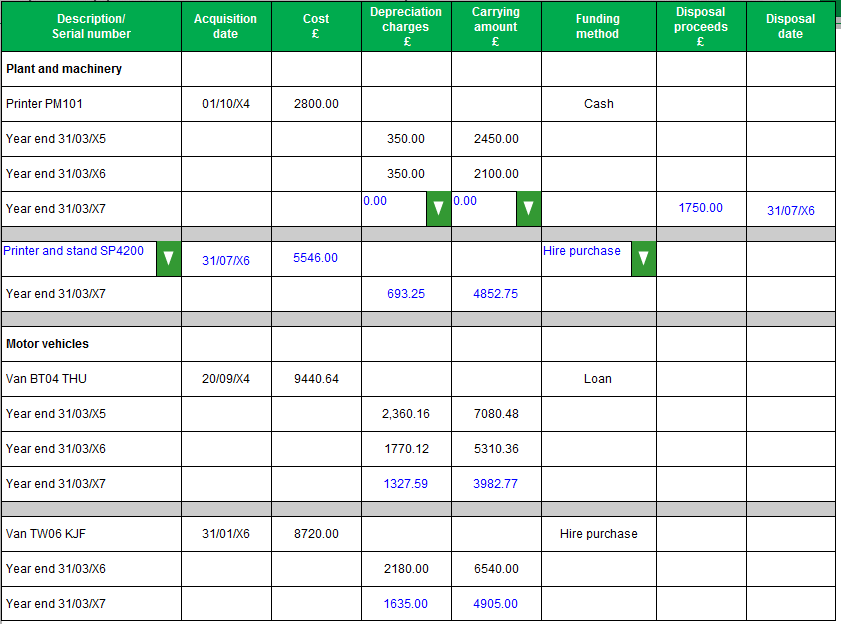 Description/ Serial number Acquisition date Cost £ Depreciation charges £ Carrying amount £ Funding method Disposal proceeds £ Disposal date
Plant and machinery
Printer PM101 01/10/X4 2800.00 Cash
Year end 31/03/X5 350.00 2450.00
Year end 31/03/X6 350.00 2100.00
Year end 31/03/X7 0.00 0.00 1750.00 31/07/X6
Printer and stand SP4200 31/07/X6 5546.00 Hire purchase
Year end 31/03/X7 693.25 4852.75
Motor vehicles
Van BT04 THU 20/09/X4 9440.64 Loan
Year end 31/03/X5 2,360.16 7080.48
Year end 31/03/X6 1770.12 5310.36
Year end 31/03/X7 1327.59 3982.77
Van TW06 KJF 31/01/X6 8720.00 Hire purchase
Year end 31/03/X6 2180.00 6540.00
Year end 31/03/X7 1635.00 4905.00